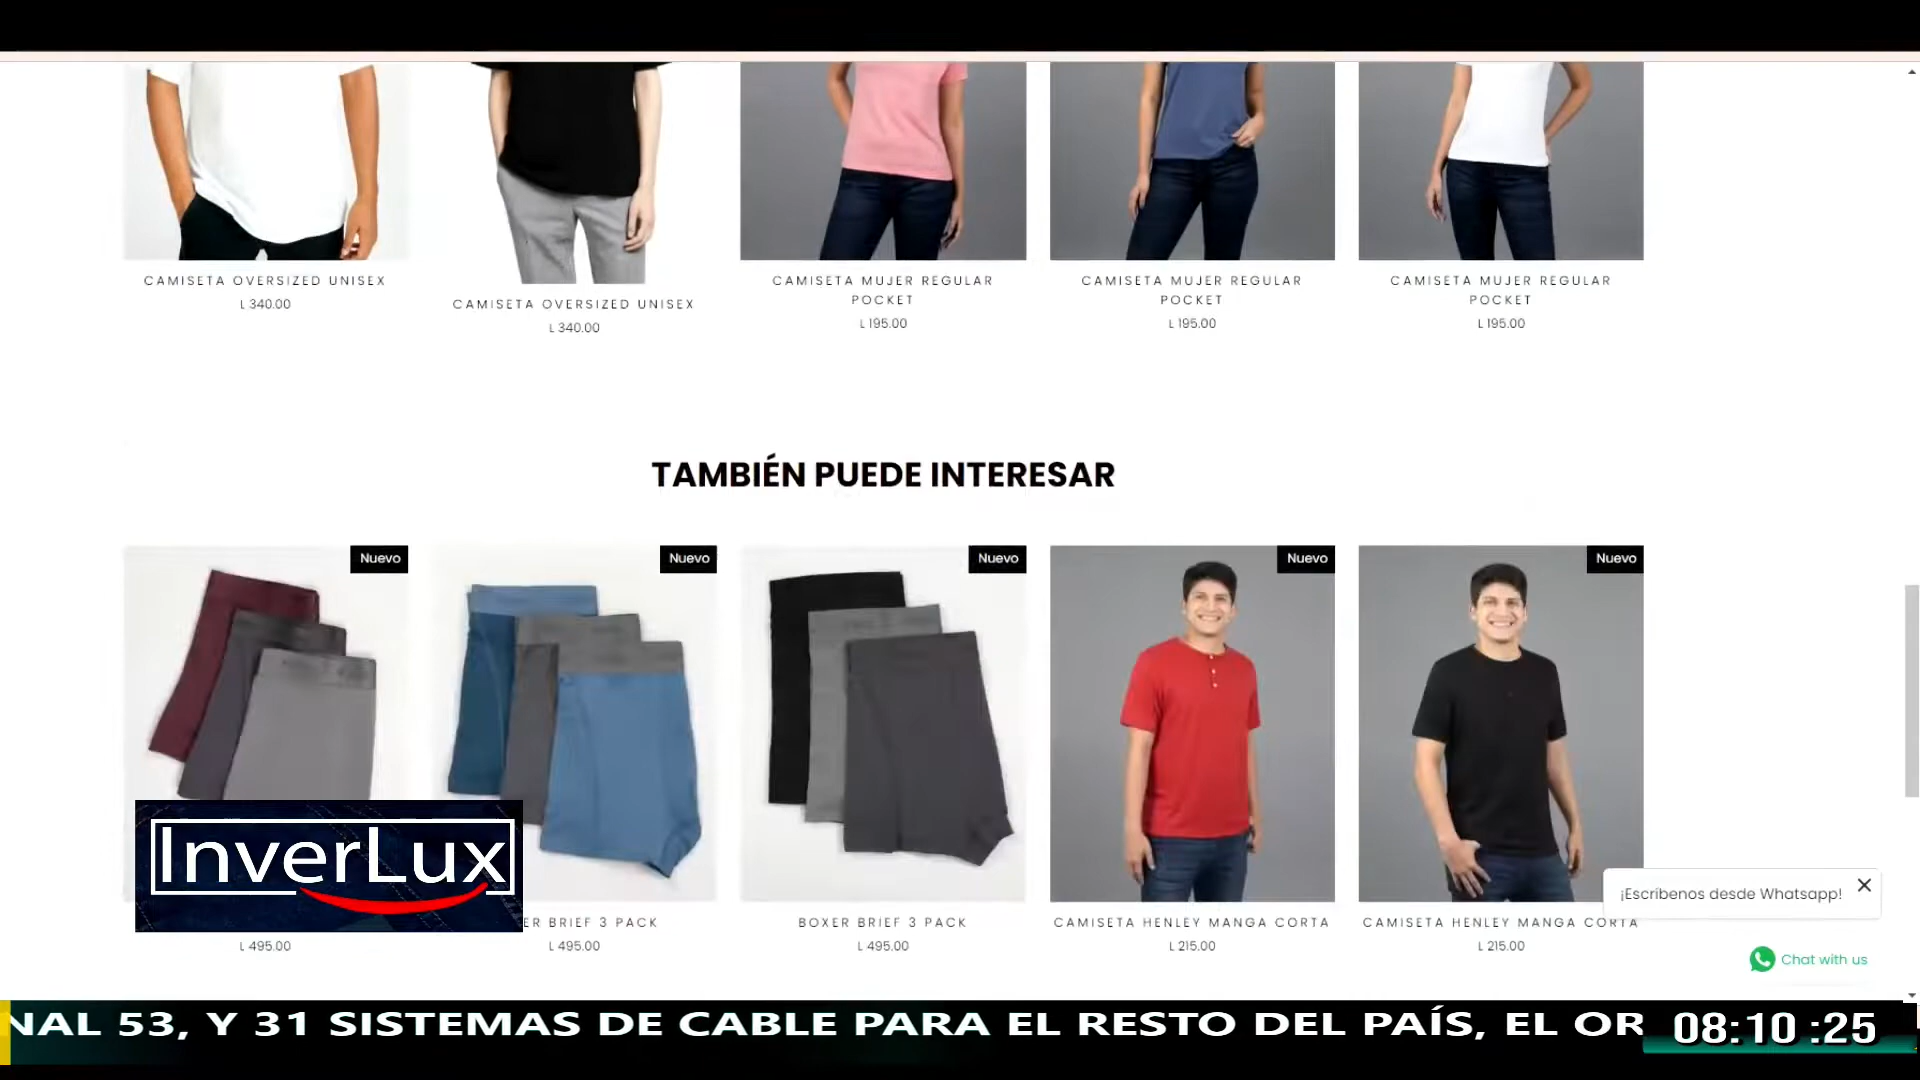 CAMISETA OVERSIZED UNISEX
L 340.00
CAMISETA OVERSIZED UNISEX
L 340.00
CAMISETA MUJER REGULAR
POCKET
L 195.00
CAMISETA MUJER REGULAR
POCKET
L 195.00
CAMISETA MUJER REGULAR
POCKET
L 195.00
TAMBIÉN PUEDE INTERESAR
Nuevo
Nuevo
Nuevo
Nuevo
Nuevo
InverLux
L 495.00
ER BRIEF 3 PACK
L 495.00
BOXER BRIEF 3 PACK
L 495.00
CAMISETA HENLEY MANGA CORTA
L 215.00
CAMISETA HENLEY MANGA CORTA
L 215.00
¡Escríbenos desde Whatsapp!
Chat with us
NAL 53, Y 31 SISTEMAS DE CABLE PARA EL RESTO DEL PAÍS, EL OR
08:10 :25